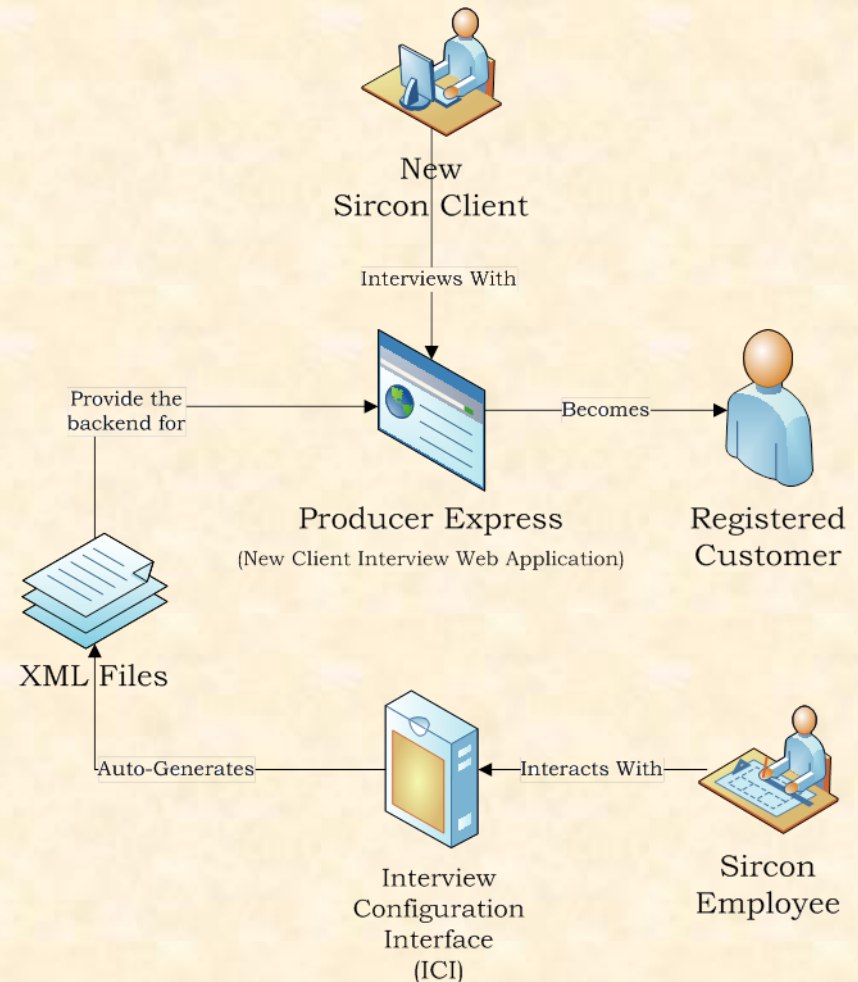 New
Sircon Client
Interviews With
Provide the
backend for
Becomes
Producer Express
(New Client Interview Web Application)
Registered
Customer
XML Files
Auto-Generates
Interacts With
Interview
Configuration
Interface
(ICI)
Sircon
Employee